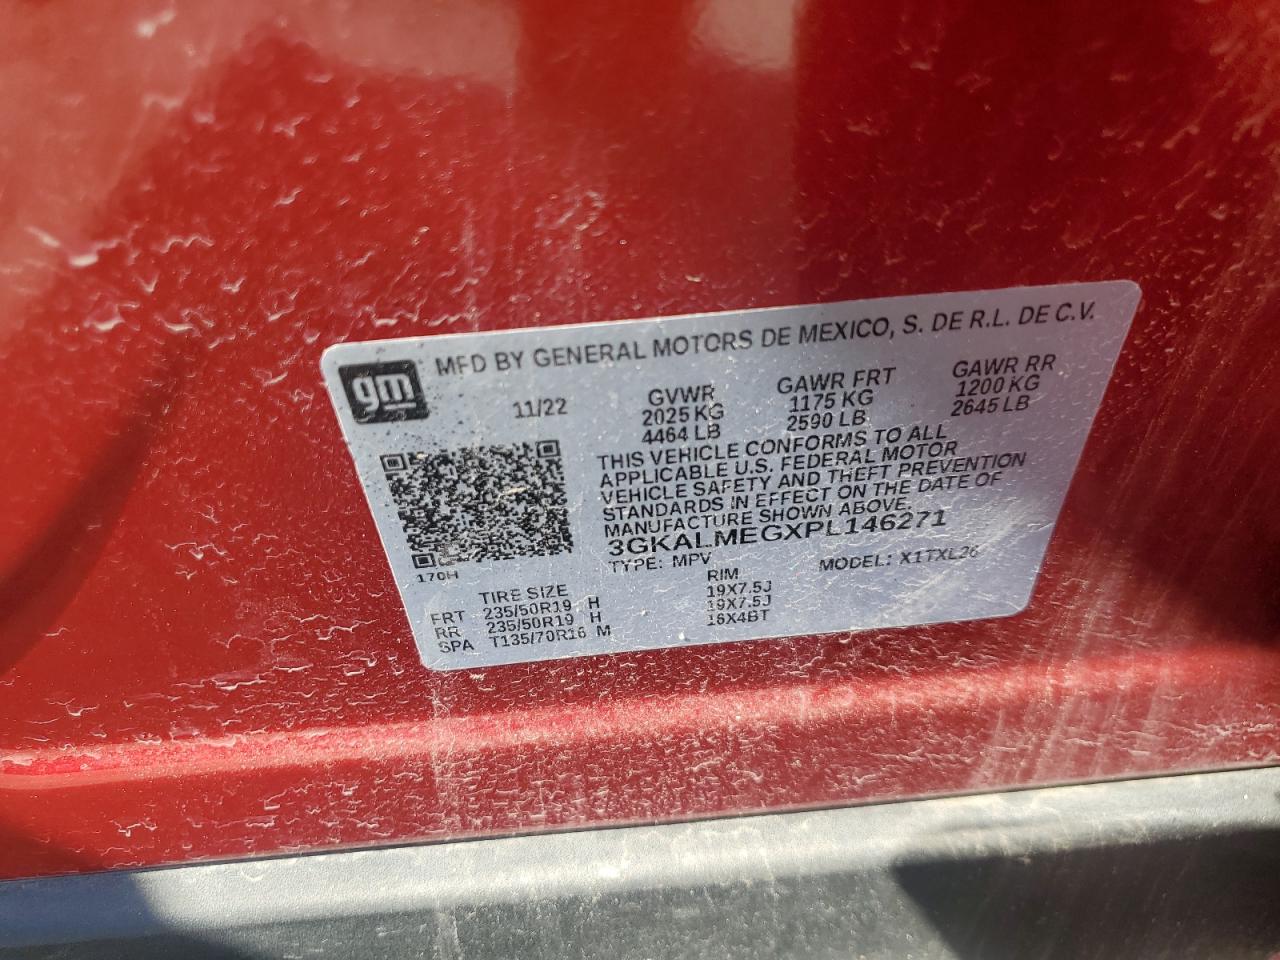 gm MFD BY GENERAL MOTORS DE MEXICO, S. DE R.L. DE C.V.
11/22 GVWR GAWR FRT GAWR RR
2025 KG 1175 KG 1200 KG
4464 LB 2590 LB 2645 LB
THIS VEHICLE CONFORMS TO ALL
APPLICABLE U.S. FEDERAL MOTOR
VEHICLE SAFETY AND THEFT PREVENTION
STANDARDS IN EFFECT ON THE DATE OF
MANUFACTURE SHOWN ABOVE.
3GKALMEGXPL146271
170H TYPE: MPV MODEL: X1TXL26
TIRE SIZE RIM
FRT 235/50R19 H 19X7.5J
RR 235/50R19 H 19X7.5J
SPA T135/70R16 M 16X4BT